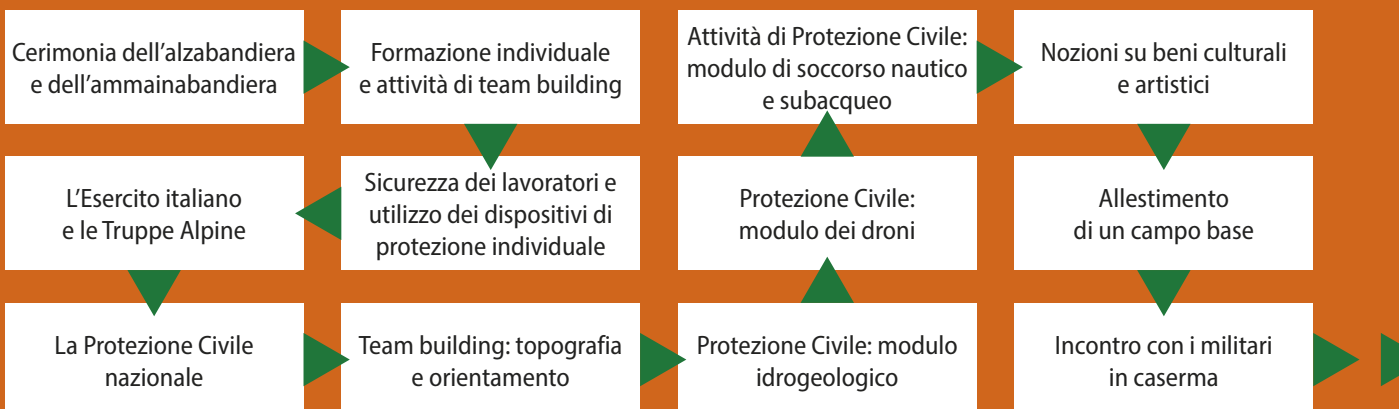 Cerimonia dell'alzabandiera
e dell'ammainabandiera
Formazione individuale
e attività di team building
Sicurezza dei lavoratori e
utilizzo dei dispositivi di
protezione individuale
L'Esercito italiano
e le Truppe Alpine
La Protezione Civile
nazionale
Team building: topografia
e orientamento
Protezione Civile: modulo
idrogeologico
Protezione Civile:
modulo dei droni
Attività di Protezione Civile:
modulo di soccorso nautico
e subacqueo
Nozioni su beni culturali
e artistici
Allestimento
di un campo base
Incontro con i militari
in caserma